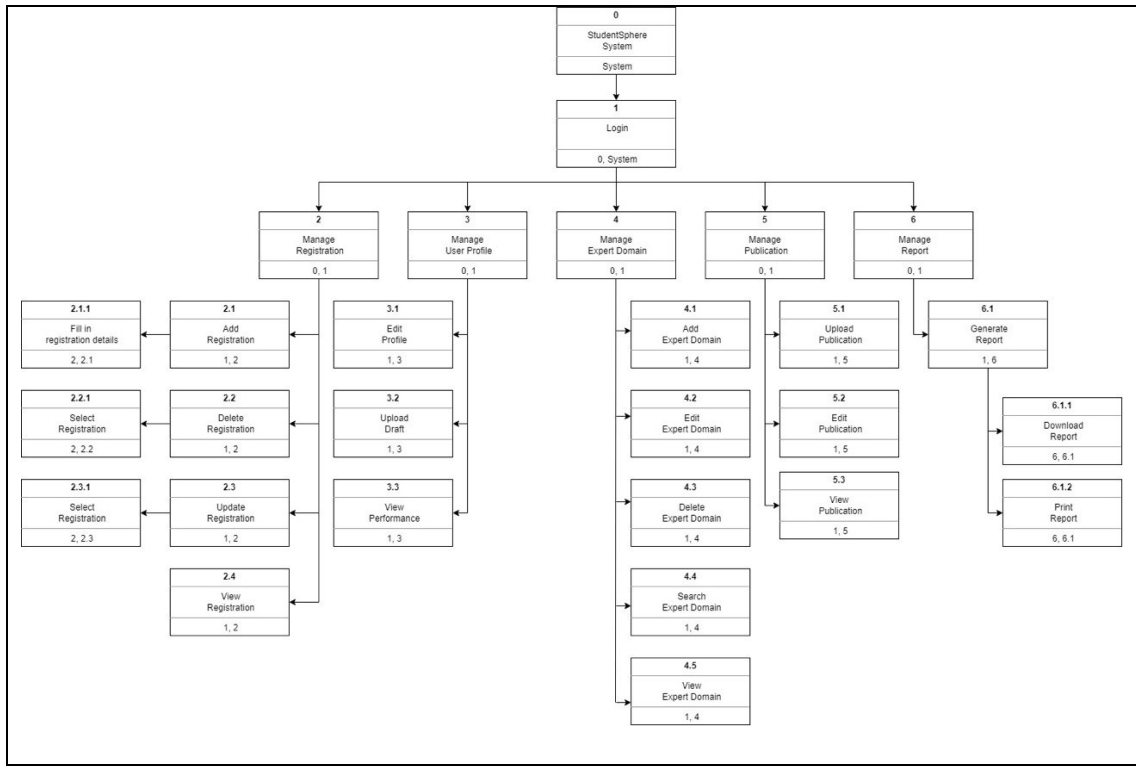 0
StudentSphere
System
System
1
Login
0, System
2
Manage
Registration
0, 1
3
Manage
User Profile
0, 1
4
Manage
Expert Domain
0, 1
5
Manage
Publication
0, 1
6
Manage
Report
0, 1
2.1.1
Fill in
registration details
2, 2.1
2.1
Add
Registration
1, 2
3.1
Edit
Profile
1, 3
4.1
Add
Expert Domain
1, 4
5.1
Upload
Publication
1, 5
6.1
Generate
Report
1, 6
2.2.1
Select
Registration
2, 2.2
2.2
Delete
Registration
1, 2
3.2
Upload
Draft
1, 3
4.2
Edit
Expert Domain
1, 4
5.2
Edit
Publication
1, 5
6.1.1
Download
Report
6, 6.1
2.3.1
Select
Registration
2, 2.3
2.3
Update
Registration
1, 2
3.3
View
Performance
1, 3
4.3
Delete
Expert Domain
1, 4
5.3
View
Publication
1, 5
6.1.2
Print
Report
6, 6.1
2.4
View
Registration
1, 2
4.4
Search
Expert Domain
1, 4
4.5
View
Expert Domain
1, 4